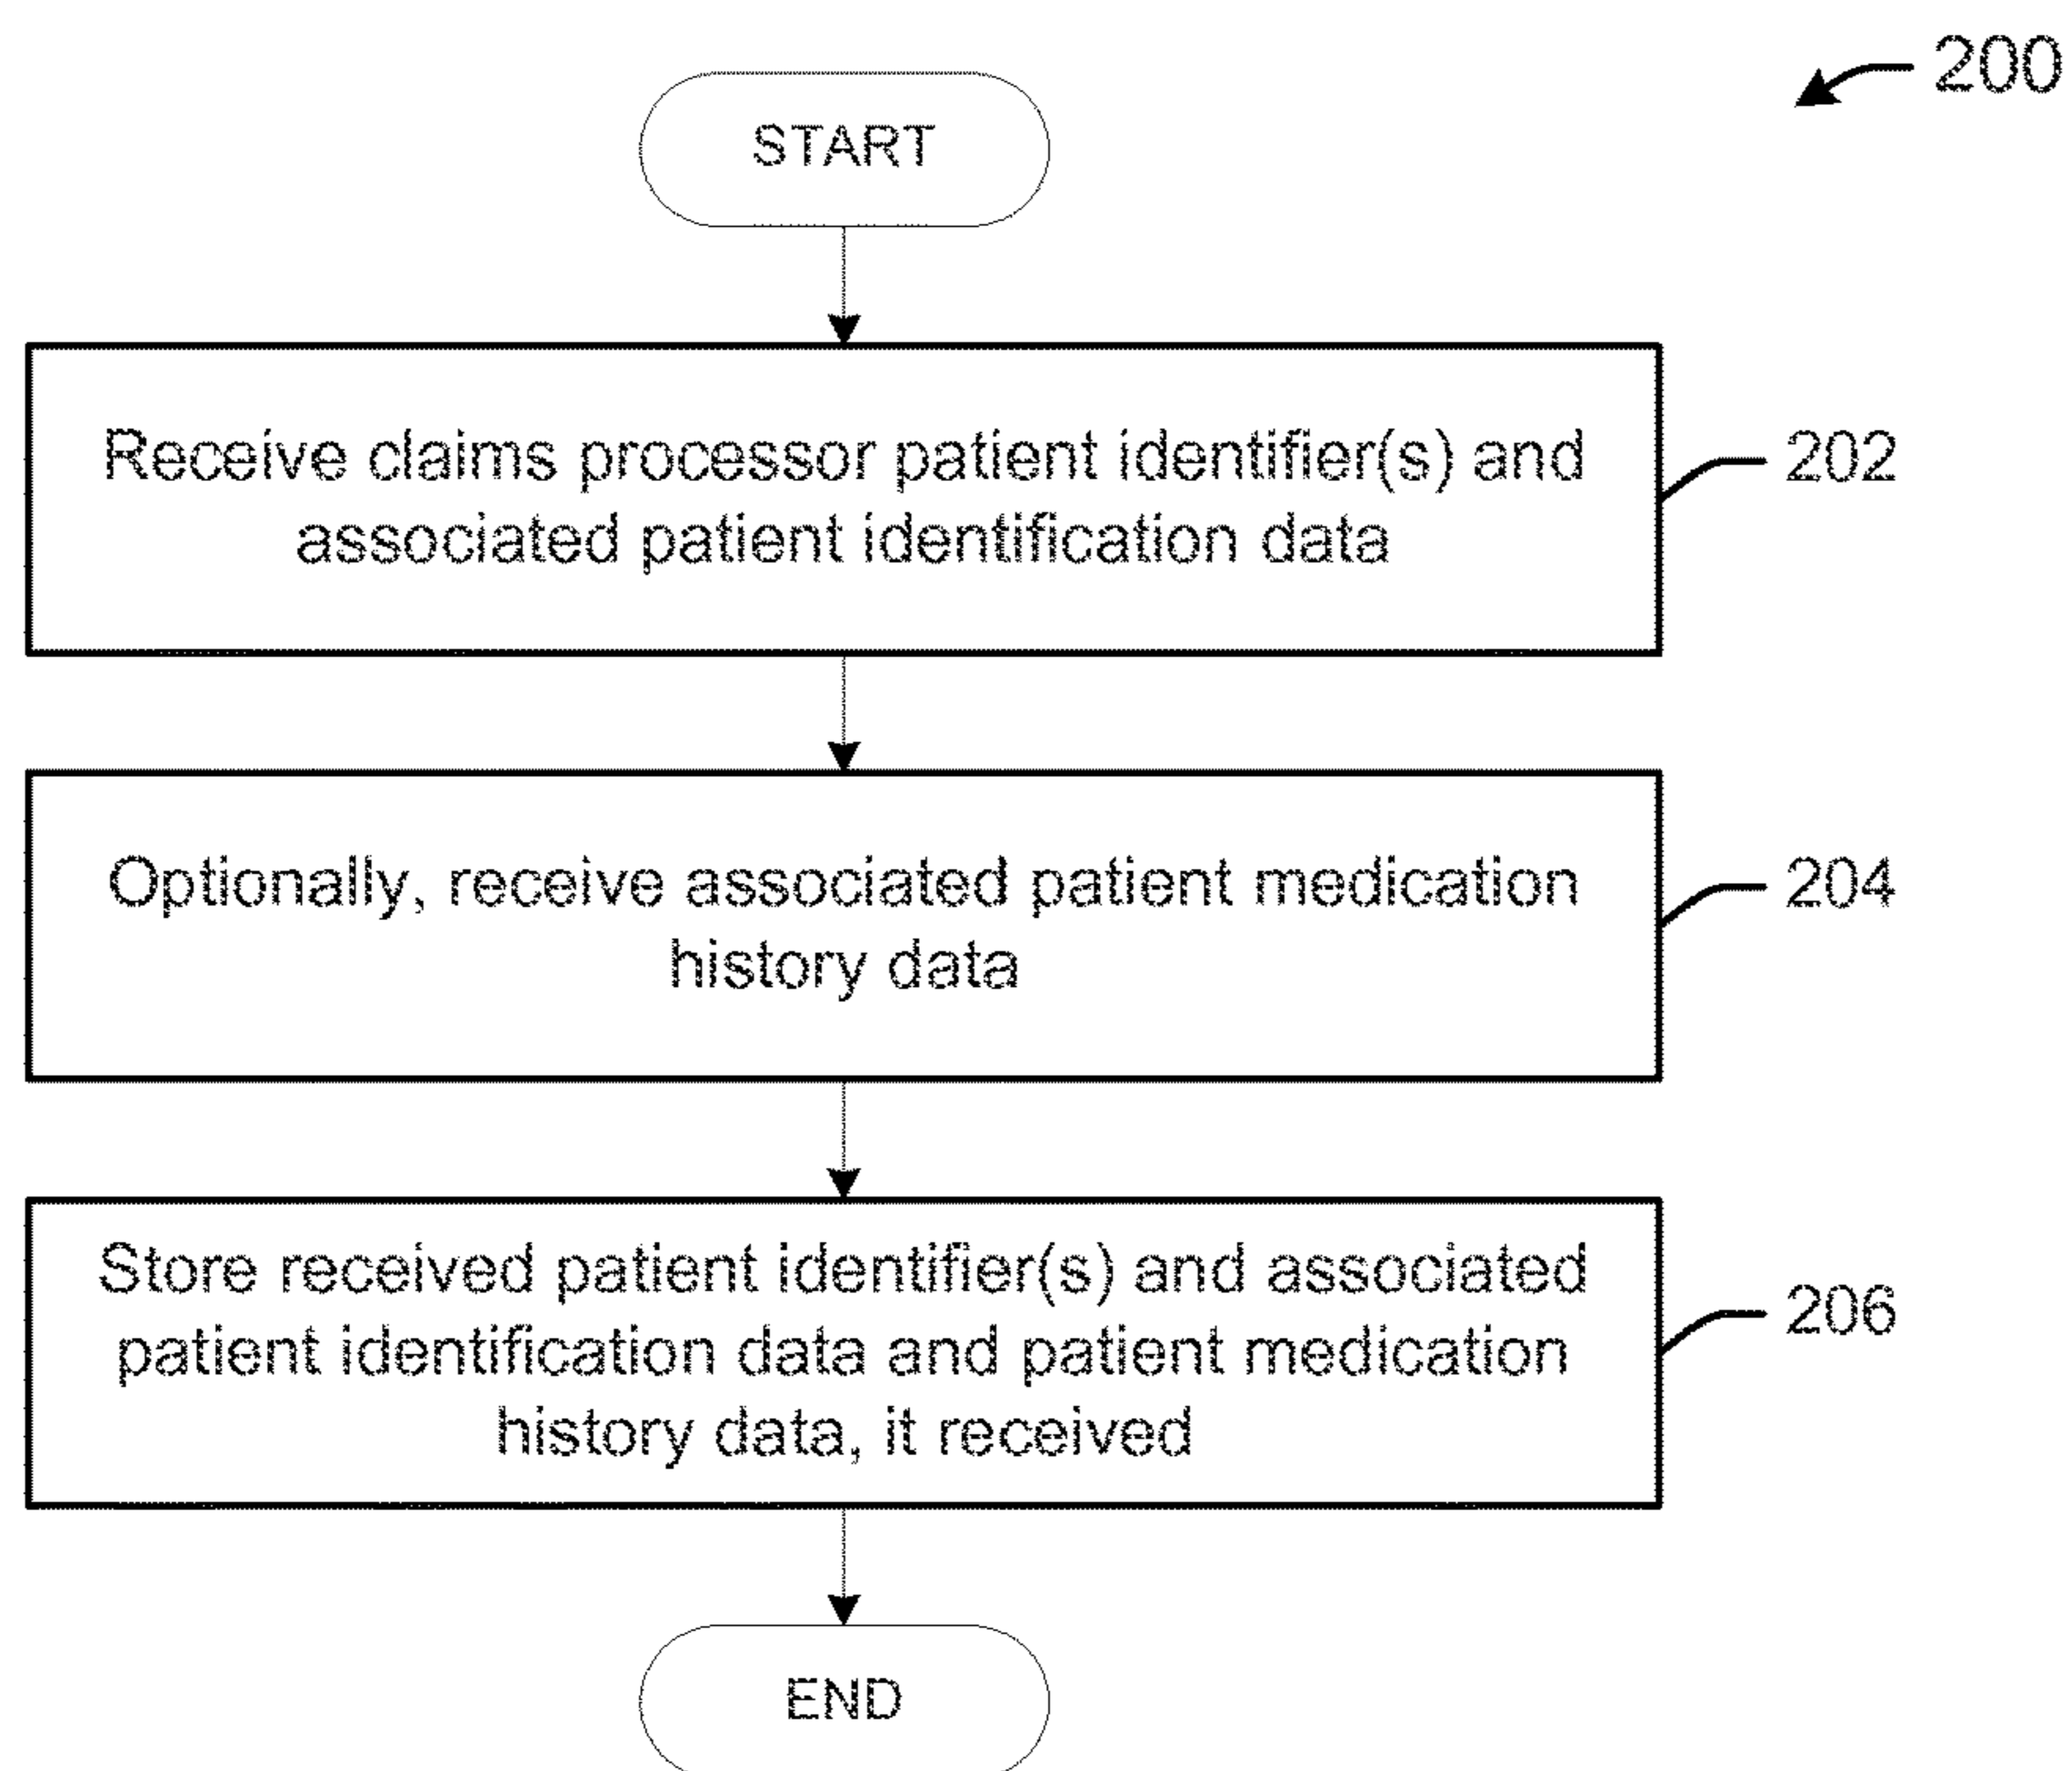 200
START
Receive claims processor patient identifier(s) and
associated patient identification data
202
Optionally, receive associated patient medication
history data
204
Store received patient identifier(s) and associated
patient identification data and patient medication
history data, it received
206
END